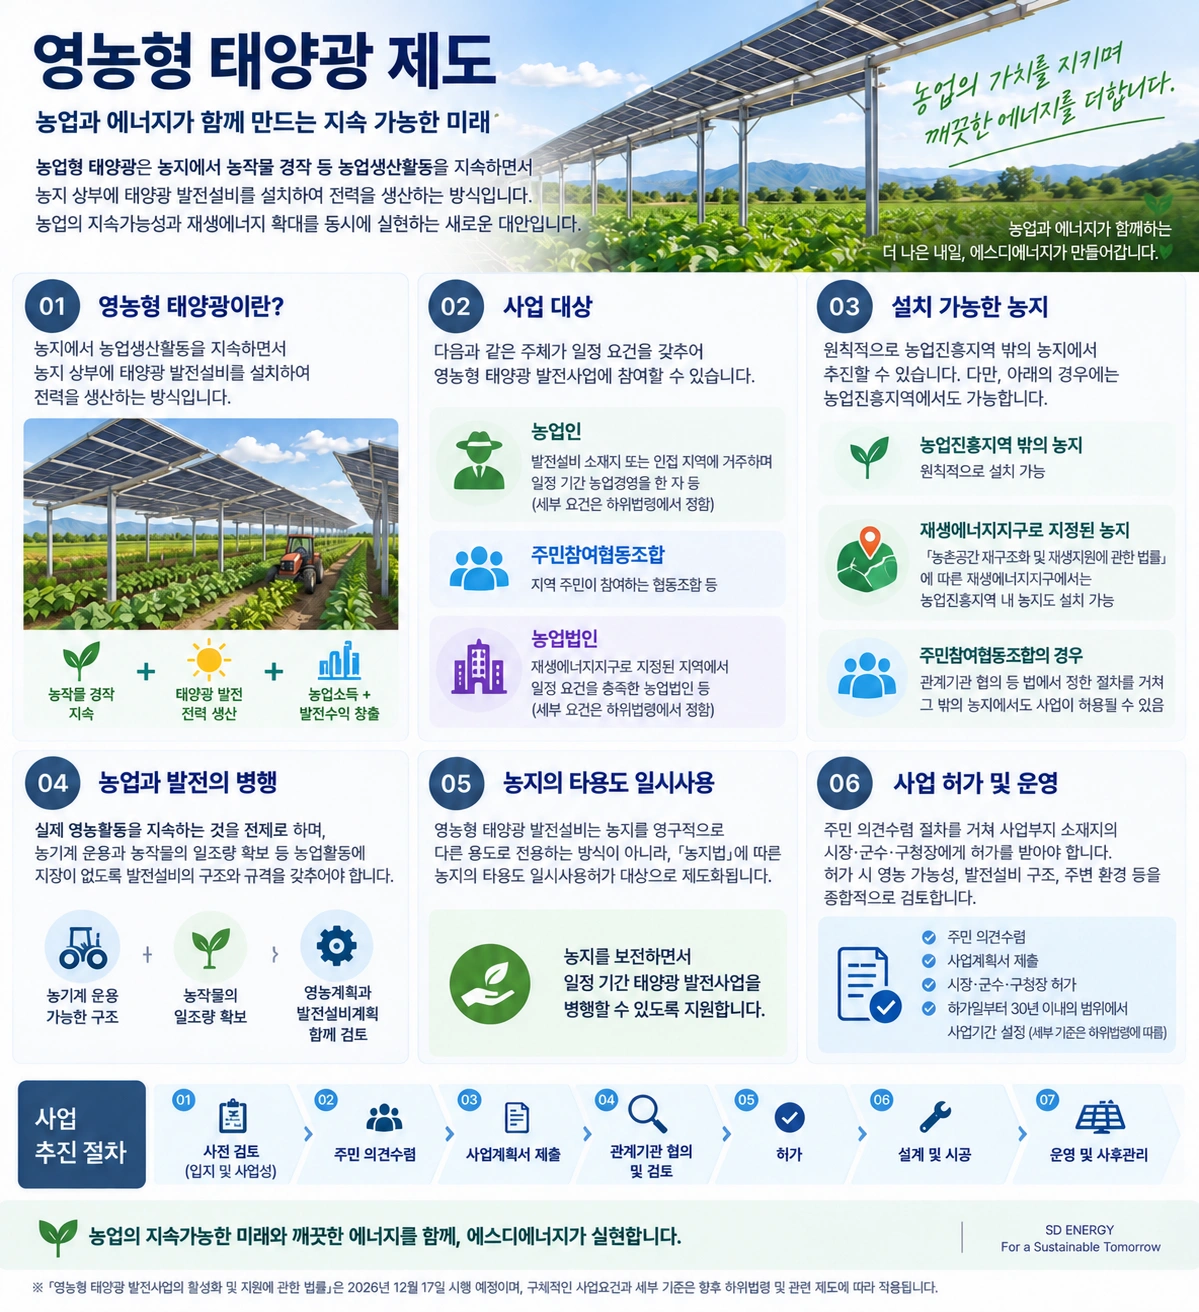 영농형 태양광 제도
농업과 에너지가 함께 만드는 지속 가능한 미래
농업형 태양광은 농지에서 농작물 경작 등 농업생산활동을 지속하면서
농지 상부에 태양광 발전설비를 설치하여 전력을 생산하는 방식입니다.
농업의 지속가능성과 재생에너지 확대를 동시에 실현하는 새로운 대안입니다.
농업의 가치를 지키며
깨끗한 에너지를 더합니다.
농업과 에너지가 함께하는
더 나은 내일, 에스디에너지가 만들어갑니다.
01 영농형 태양광이란?
농지에서 농업생산활동을 지속하면서
농지 상부에 태양광 발전설비를 설치하여
전력을 생산하는 방식입니다.
농작물 경작
지속
+
태양광 발전
전력 생산
+
농업소득 +
발전수익 창출
02 사업 대상
다음과 같은 주체가 일정 요건을 갖추어
영농형 태양광 발전사업에 참여할 수 있습니다.
농업인
발전설비 소재지 또는 인접 지역에 거주하며
일정 기간 농업경영을 한 자 등
(세부 요건은 하위법령에서 정함)
주민참여협동조합
지역 주민이 참여하는 협동조합 등
농업법인
재생에너지지구로 지정된 지역에서
일정 요건을 충족한 농업법인 등
(세부 요건은 하위법령에서 정함)
03 설치 가능한 농지
원칙적으로 농업진흥지역 밖의 농지에서
추진할 수 있습니다. 다만, 아래의 경우에는
농업진흥지역에서도 가능합니다.
농업진흥지역 밖의 농지
원칙적으로 설치 가능
재생에너지지구로 지정된 농지
「농촌공간 재구조화 및 재생지원에 관한 법률」
에 따른 재생에너지지구에서는
농업진흥지역 내 농지도 설치 가능
주민참여협동조합의 경우
관계기관 협의 등 법에서 정한 절차를 거쳐
그 밖의 농지에서도 사업이 허용될 수 있음
04 농업과 발전의 병행
실제 영농활동을 지속하는 것을 전제로 하며,
농기계 운용과 농작물의 일조량 확보 등 농업활동에
지장이 없도록 발전설비의 구조와 규격을 갖추어야 합니다.
농기계 운용
가능한 구조
+
농작물의
일조량 확보
영농계획과
발전설비계획
함께 검토
05 농지의 타용도 일시사용
영농형 태양광 발전설비는 농지를 영구적으로
다른 용도로 전용하는 방식이 아니라, 「농지법」에 따른
농지의 타용도 일시사용허가 대상으로 제도화됩니다.
농지를 보전하면서
일정 기간 태양광 발전사업을
병행할 수 있도록 지원합니다.
06 사업 허가 및 운영
주민 의견수렴 절차를 거쳐 사업부지 소재지의
시장·군수·구청장에게 허가를 받아야 합니다.
허가 시 영농 가능성, 발전설비 구조, 주변 환경 등을
종합적으로 검토합니다.
주민 의견수렴
사업계획서 제출
시장·군수·구청장 허가
허가일부터 30년 이내의 범위에서
사업기간 설정 (세부 기준은 하위법령에 따름)
사업
추진 절차
01
사전 검토
(입지 및 사업성)
02
주민 의견수렴
03
사업계획서 제출
04
관계기관 협의
및 검토
05
허가
06
설계 및 시공
07
운영 및 사후관리
농업의 지속가능한 미래와 깨끗한 에너지를 함께, 에스디에너지가 실현합니다.
SD ENERGY
For a Sustainable Tomorrow
※ 「영농형 태양광 발전사업의 활성화 및 지원에 관한 법률」은 2026년 12월 17일 시행 예정이며, 구체적인 사업요건과 세부 기준은 향후 하위법령 및 관련 제도에 따라 적용됩니다.